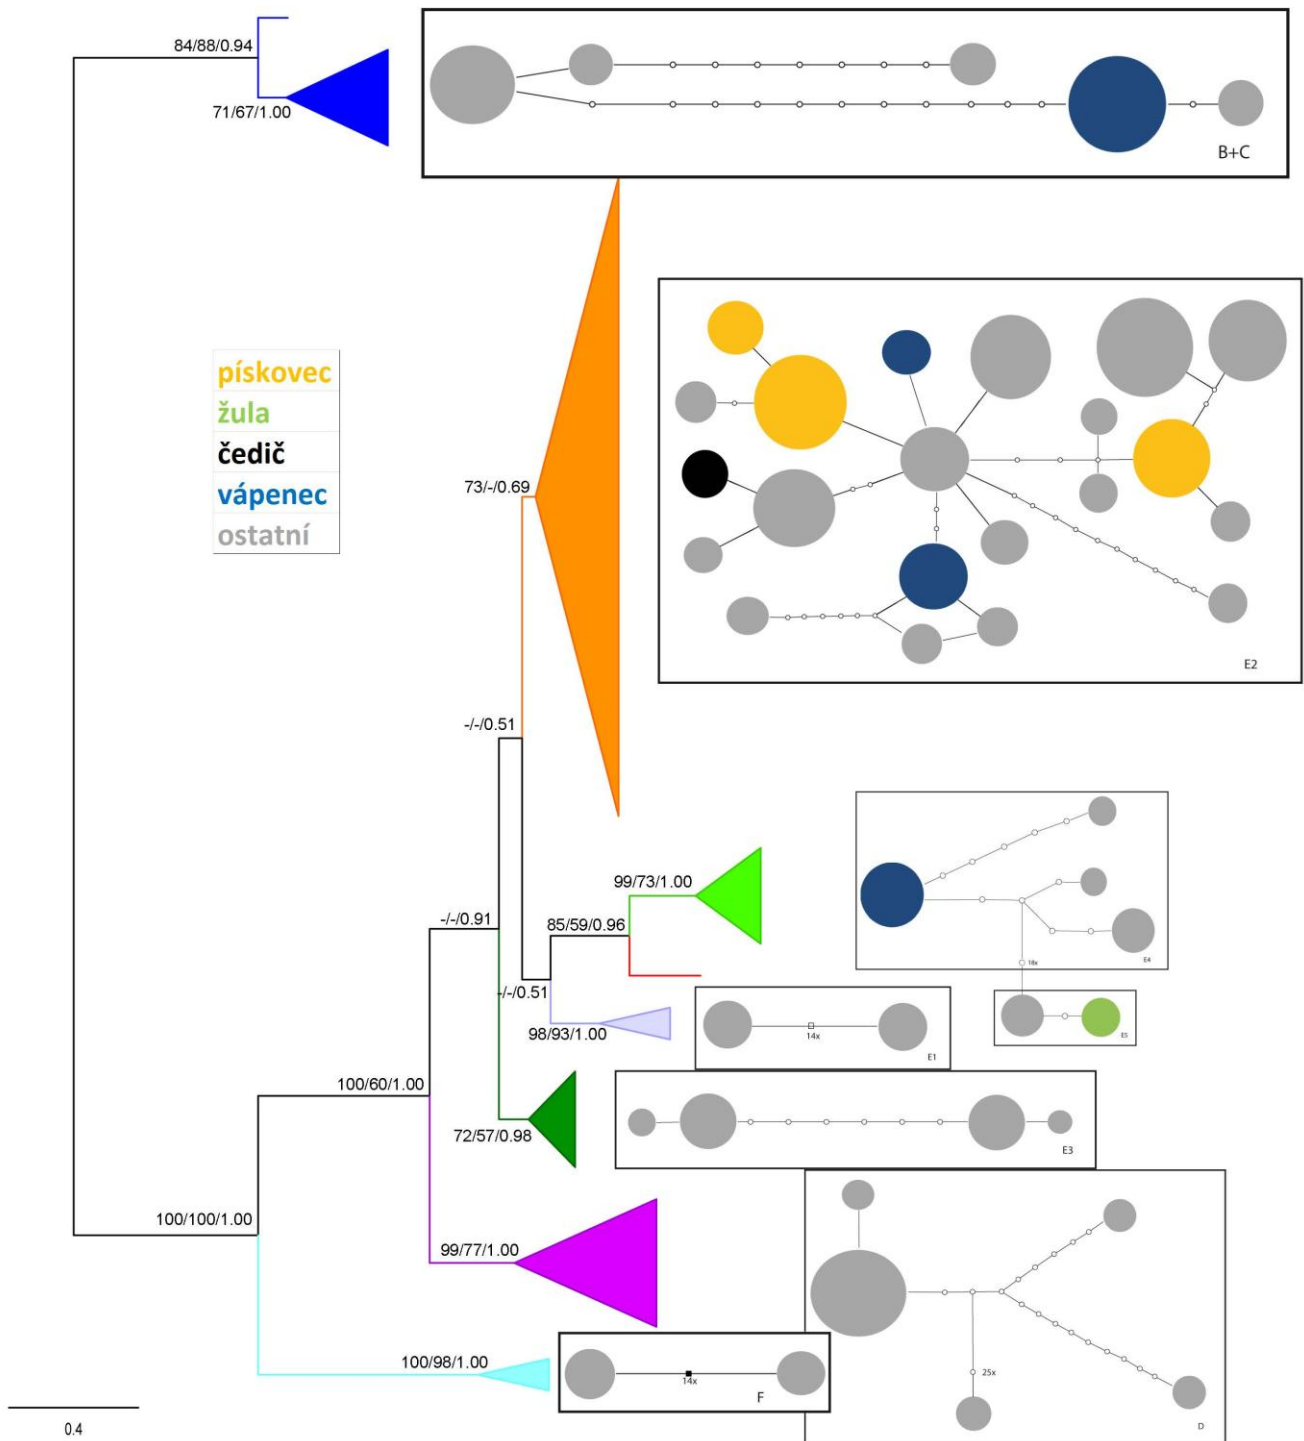 84/88/0.94
71/67/1.00
B+C
pískovec
žula
čedič
vápenec
ostatní
73/-/0.69
E2
-/-/0.51
99/73/1.00
-/-/0.91
85/59/0.96
E4
18x
-/-/0.51
98/93/1.00
14x
E1
E5
100/60/1.00
72/57/0.98
E3
100/100/1.00
99/77/1.00
100/98/1.00
14x
F
25x
D
0.4